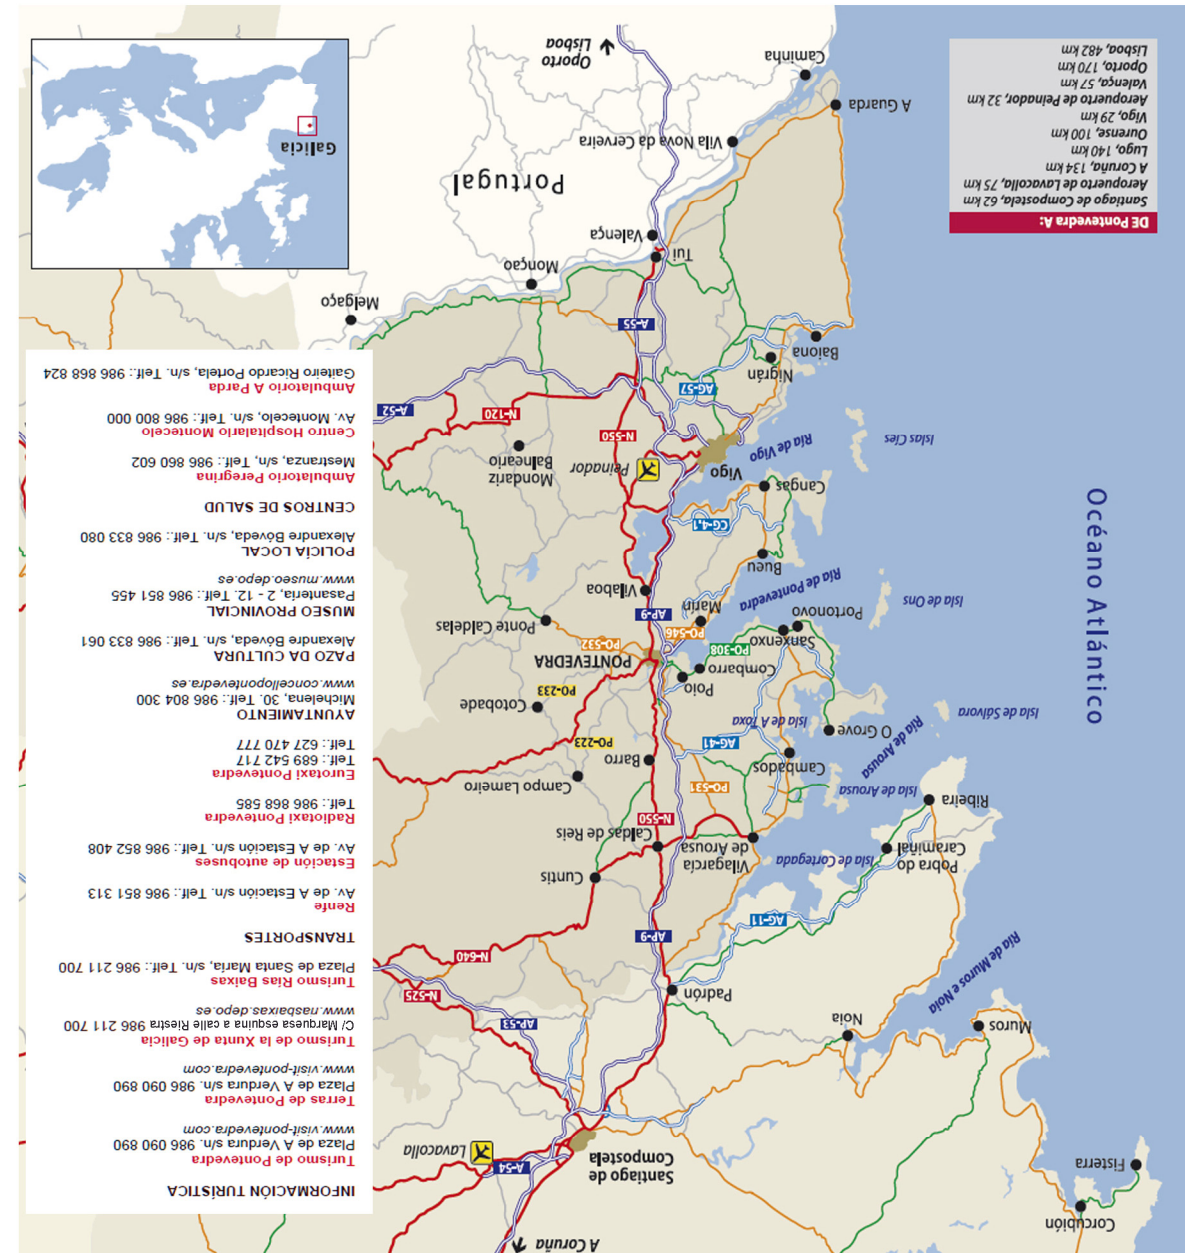 A Coruña
Corcubión
Fisterra
Santiago de
Compostela
A-54
Lavacolla
Muros
Noia
Ría de Muros e Noia
AP-53
Padrón
N-525
N-640
AP-9
AG-11
Cuntis
Pobra do
Caramiñal
Isla de Cortegada
Vilagarcía
de Arousa
Caldas de Reis
N-550
Ribeira
Isla de Arousa
Ría de Arousa
Cambados
PO-531
Campo Lameiro
Barro
PO-223
AG-41
O Grove
Isla de A Toxa
Isla de Sálvora
Cotobade
PO-233
Poio
Combarro
PONTEVEDRA
PO-308
Sanxenxo
Portonovo
PO-532
PO-546
Ponte Caldelas
Marín
AP-9
Isla de Ons
Ría de Pontevedra
Vilaboa
Bueu
CG-4,1
Cangas
Océano Atlántico
Mondariz
Balneario
Peinador
Vigo
Ría de Vigo
Islas Cíes
N-550
N-120
A-52
AG-57
Nigrán
Baiona
A-55
Melgaço
Monçao
Tui
Valença
Portugal
Vila Nova da Cerveira
A Guarda
Caminha
Oporto
Lisboa
INFORMACIÓN TURÍSTICA
Turismo de Pontevedra
Plaza de A Verdura s/n. 986 090 890
www.visit-pontevedra.com
Terras de Pontevedra
Plaza de A Verdura s/n. 986 090 890
www.visit-pontevedra.com
Turismo de la Xunta de Galicia
C/ Marquesa esquina a calle Riestra 986 211 700
www.riasbaixas.depo.es
Turismo Rías Baixas
Plaza de Santa María, s/n. Telf.: 986 211 700
TRANSPORTES
Renfe
Av. de A Estación s/n. Telf.: 986 851 313
Estación de autobuses
Av. de A Estación s/n. Telf.: 986 852 408
Radiotaxi Pontevedra
Telf.: 986 868 585
Eurotaxi Pontevedra
Telf.: 689 542 717
Telf.: 627 470 777
AYUNTAMIENTO
Michelena, 30. Telf.: 986 804 300
www.concellopontevedra.es
PAZO DA CULTURA
Alexandre Bóveda, s/n. Telf.: 986 833 061
MUSEO PROVINCIAL
Pasantería, 2 - 12. Telf.: 986 851 455
www.museo.depo.es
POLICÍA LOCAL
Alexandre Bóveda, s/n. Telf.: 986 833 080
CENTROS DE SALUD
Ambulatorio Peregrina
Mestranza, s/n, Telf.: 986 860 602
Centro Hospitalario Montecelo
Av. Montecelo, s/n. Telf.: 986 800 000
Ambulatorio A Parda
Gaiteiro Ricardo Portela, s/n. Telf.: 986 868 824
DE Pontevedra A:
Santiago de Compostela, 62 km
Aeropuerto de Lavacolla, 75 km
A Coruña, 134 km
Lugo, 140 km
Ourense, 100 km
Vigo, 29 km
Aeropuerto de Peinador, 32 km
Valença, 57 km
Oporto, 170 km
Lisboa, 482 km
Galicia